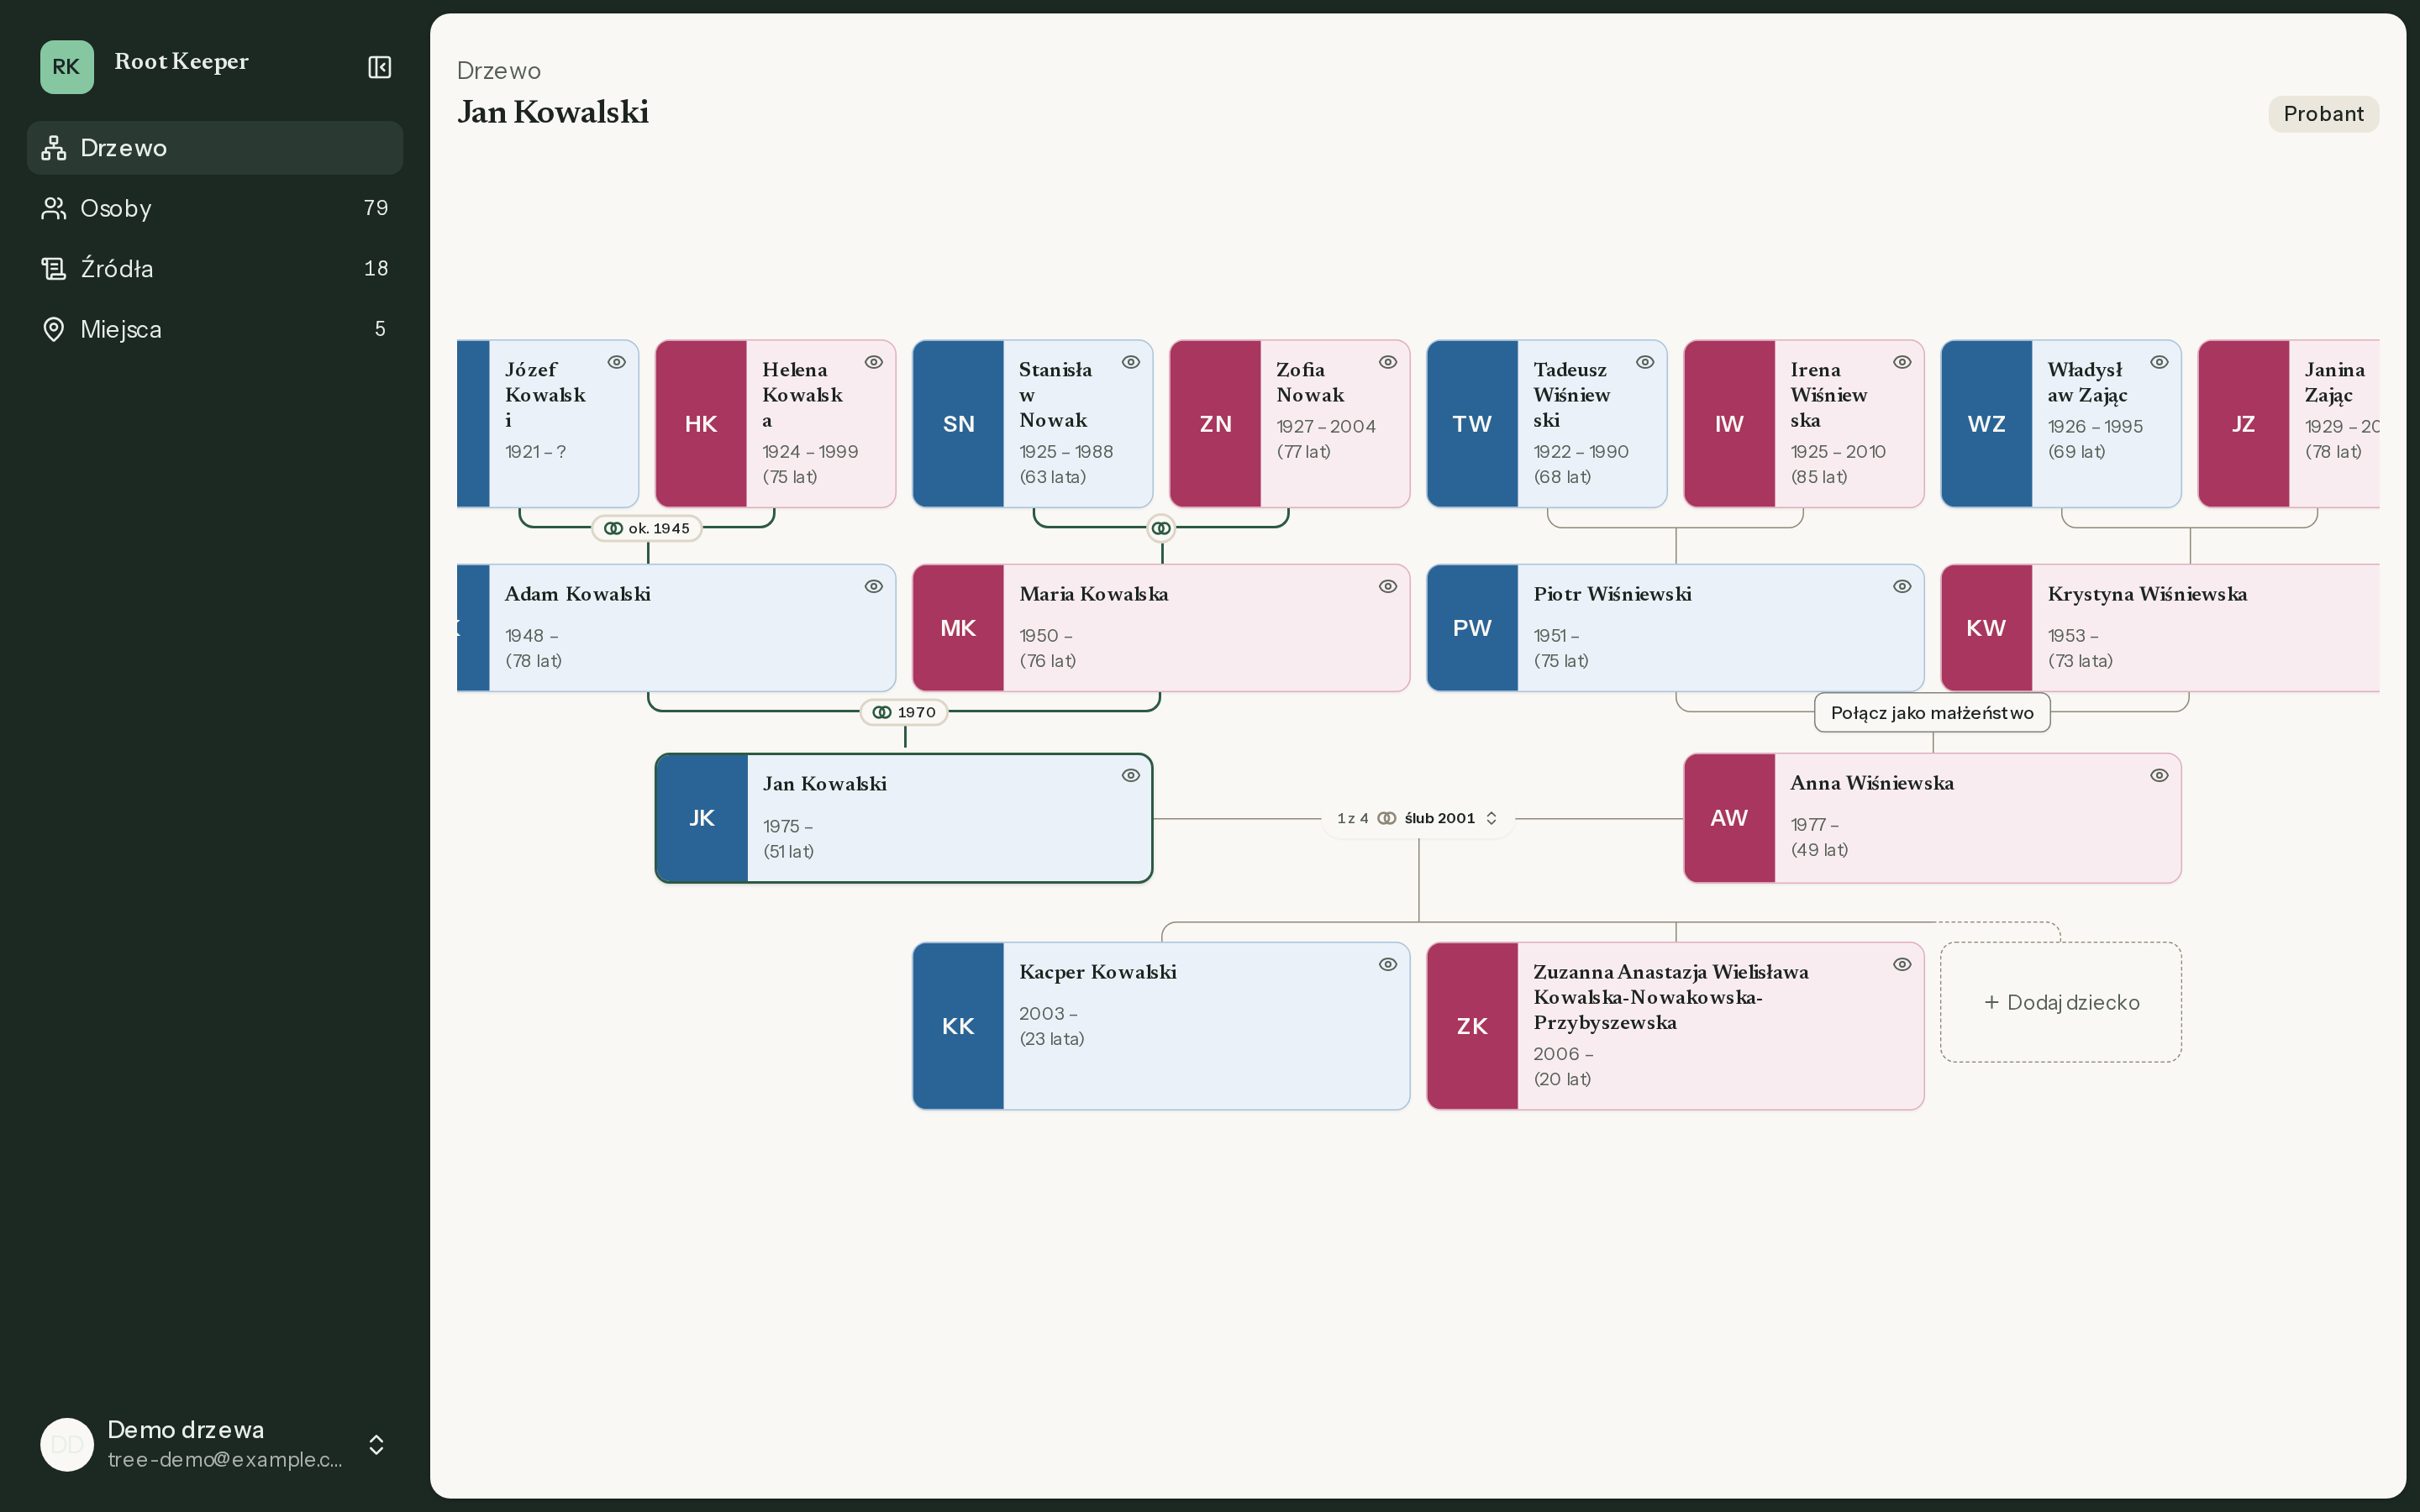 RK
Root Keeper
Drzewo
Osoby 79
Źródła 18
Miejsca 5
Demo drzewa
tree-demo@example.c...
DD
Drzewo
Jan Kowalski
Probant
Józef
Kowalsk
i
1921 – ?
HK
Helena
Kowalsk
a
1924 – 1999
(75 lat)
SN
Stanisła
w
Nowak
1925 – 1988
(63 lata)
ZN
Zofia
Nowak
1927 – 2004
(77 lat)
TW
Tadeusz
Wiśniew
ski
1922 – 1990
(68 lat)
IW
Irena
Wiśniew
ska
1925 – 2010
(85 lat)
WZ
Władysł
aw Zając
1926 – 1995
(69 lat)
JZ
Janina
Zając
1929 – 20
(78 lat)
ok. 1945
Adam Kowalski
1948 –
(78 lat)
MK
Maria Kowalska
1950 –
(76 lat)
PW
Piotr Wiśniewski
1951 –
(75 lat)
KW
Krystyna Wiśniewska
1953 –
(73 lata)
1970
Połącz jako małżeństwo
JK
Jan Kowalski
1975 –
(51 lat)
1 z 4 ślub 2001
AW
Anna Wiśniewska
1977 –
(49 lat)
KK
Kacper Kowalski
2003 –
(23 lata)
ZK
Zuzanna Anastazja Wielisława
Kowalska-Nowakowska-
Przybyszewska
2006 –
(20 lat)
+ Dodaj dziecko